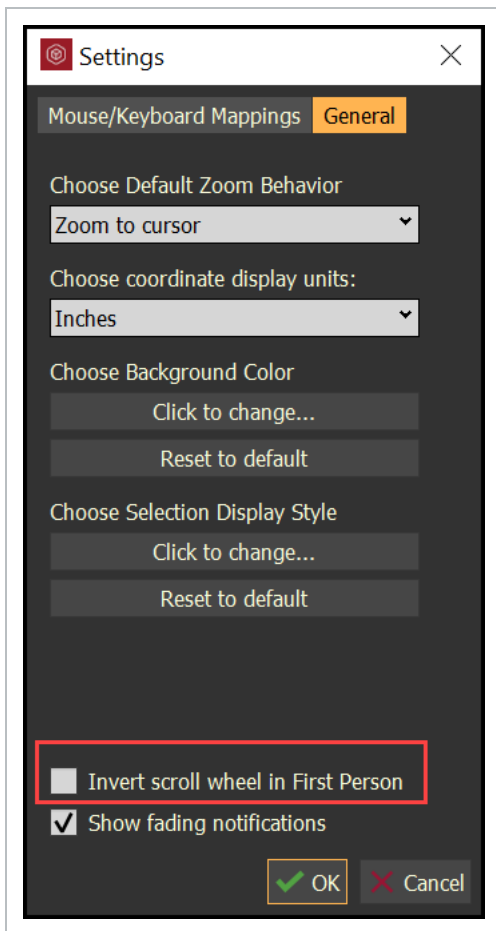 Settings
Mouse/Keyboard Mappings General
Choose Default Zoom Behavior
Zoom to cursor
Choose coordinate display units:
Inches
Choose Background Color
Click to change...
Reset to default
Choose Selection Display Style
Click to change...
Reset to default
Invert scroll wheel in First Person
Show fading notifications
OK Cancel